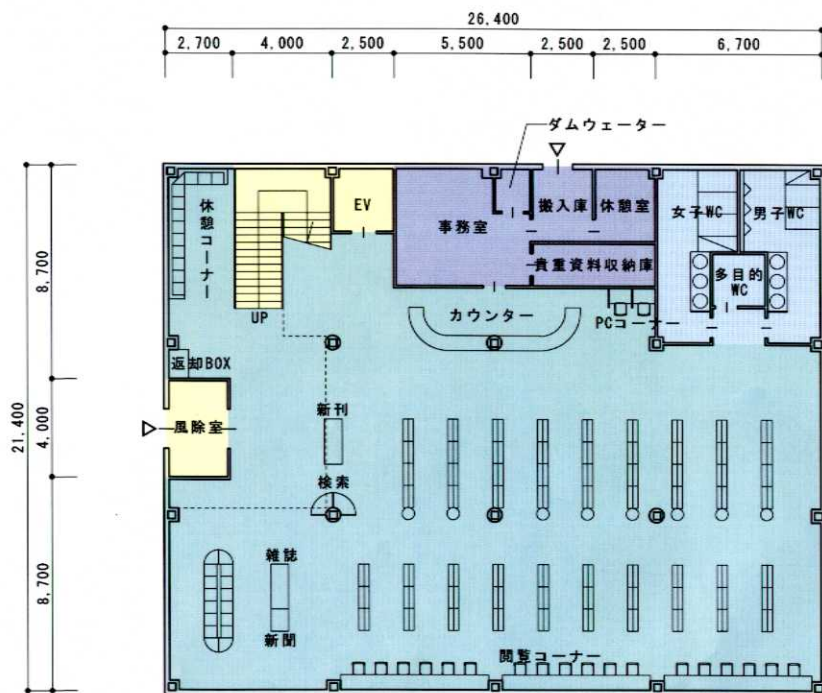 26,400
2,700 4,000 2,500 5,500 2,500 2,500 6,700
ダムウェーター
21,400
8,700
4,000
8,700
休憩コーナー
EV
事務室
搬入庫
休憩室
女子WC
男子WC
貴重資料収納庫
多目的
WC
UP
カウンター
PCコーナー
返却BOX
風除室
新刊
検索
雑誌
新聞
閲覧コーナー